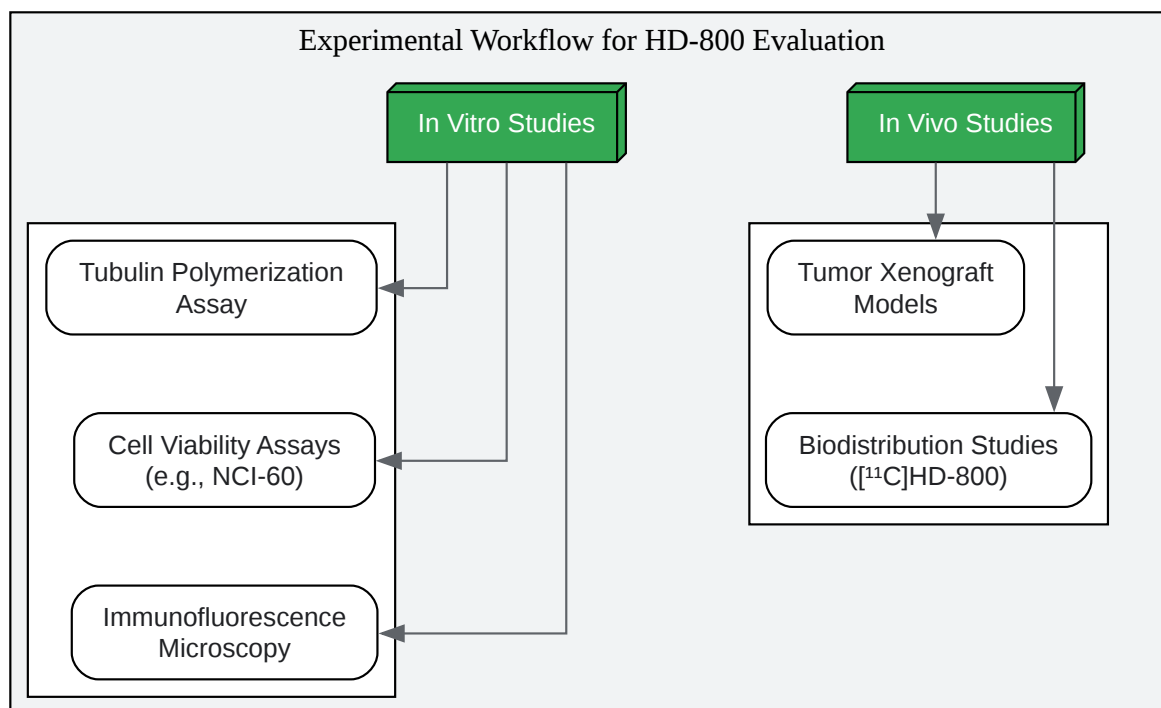 Experimental Workflow for HD-800 Evaluation
In Vitro Studies
In Vivo Studies
Tubulin Polymerization
Assay
Tumor Xenograft
Models
Cell Viability Assays
(e.g., NCI-60)
Biodistribution Studies
([¹¹C]HD-800)
Immunofluorescence
Microscopy